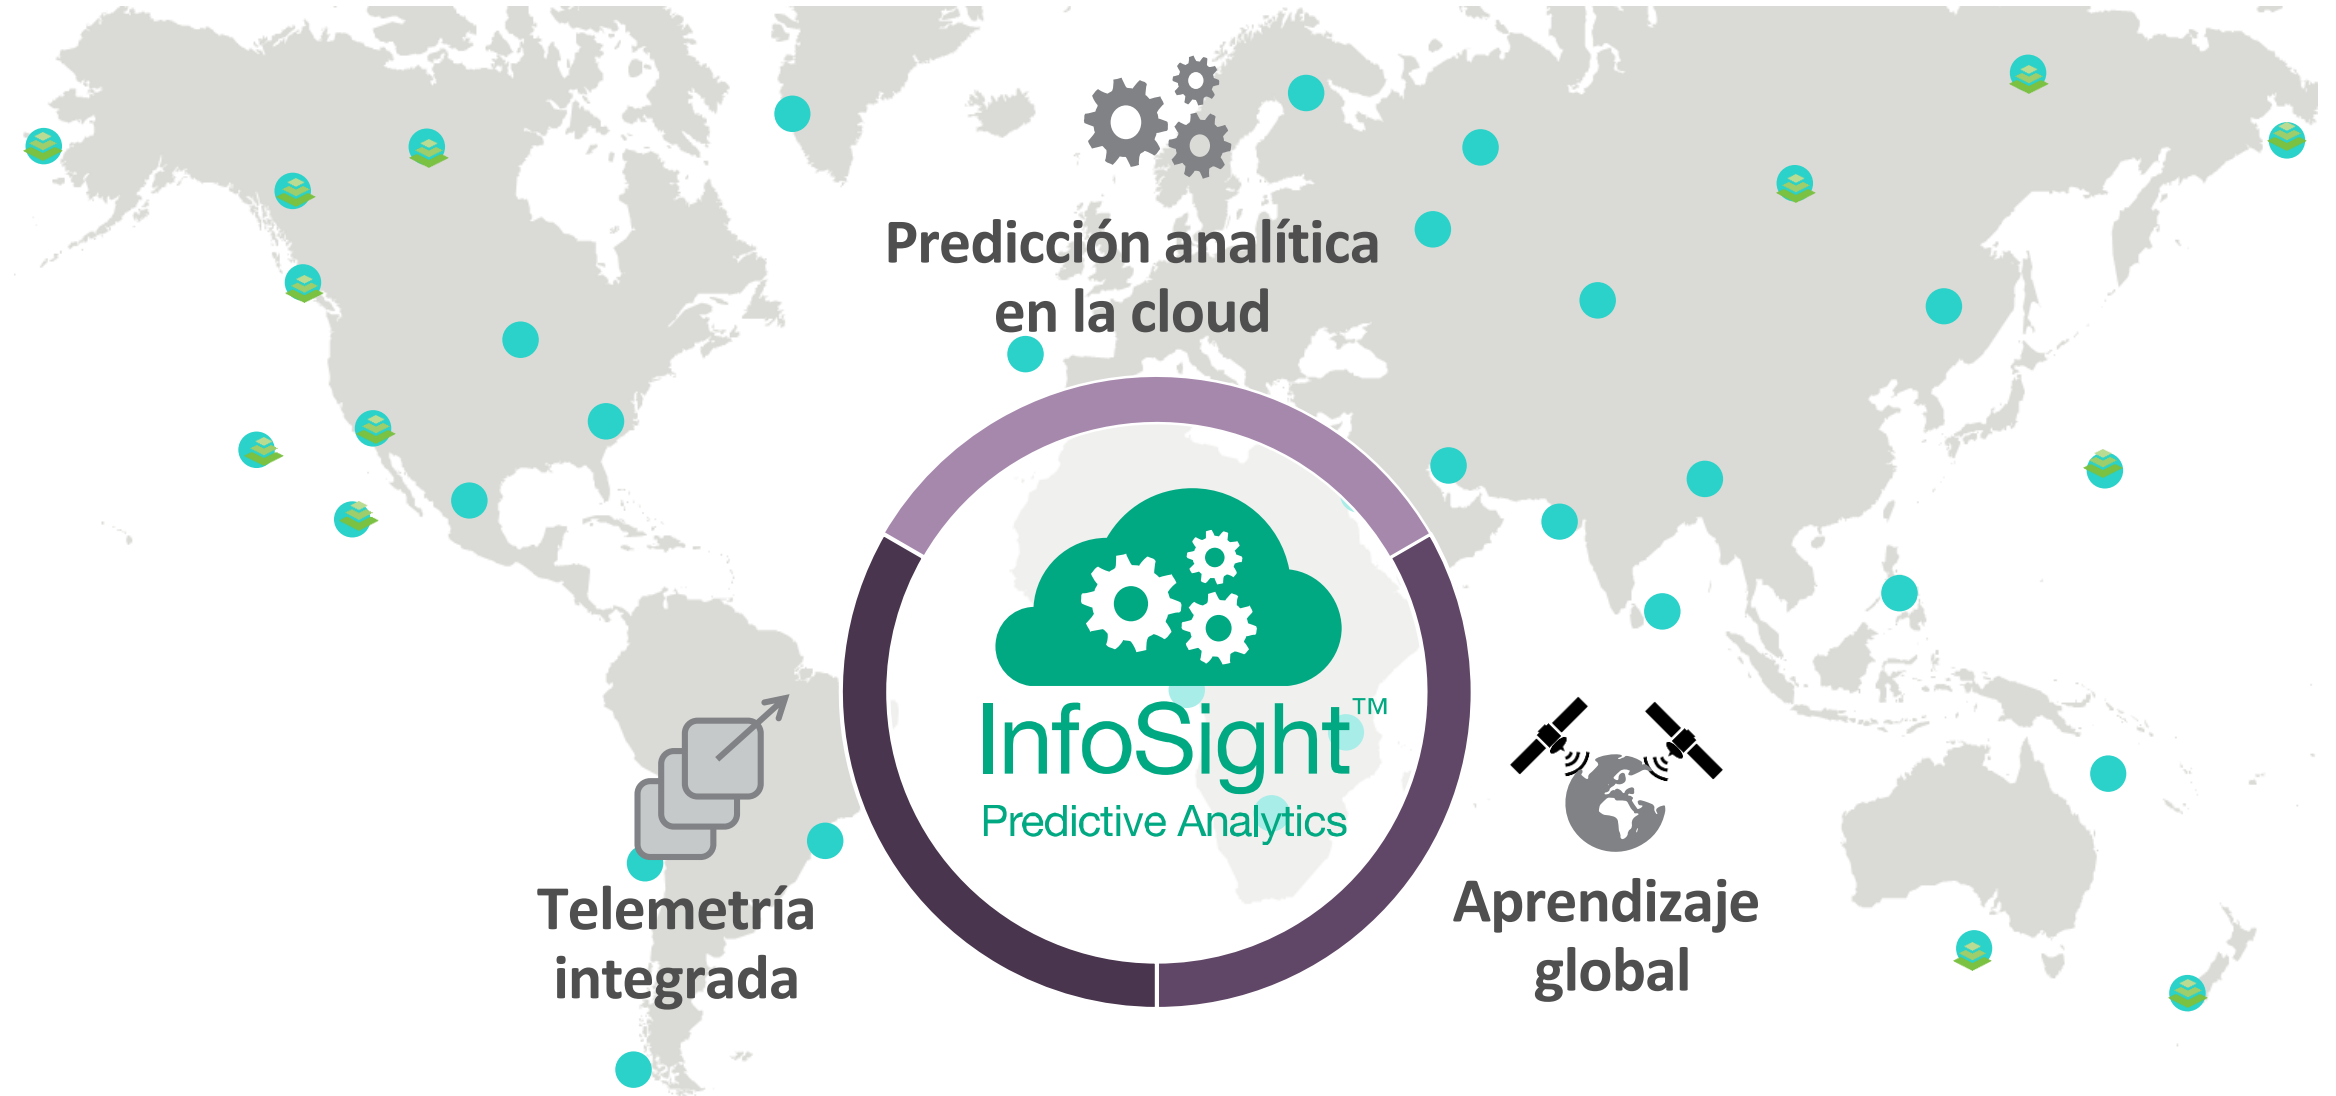 Predicción analítica
en la cloud
InfoSight™
Predictive Analytics
Telemetría
integrada
Aprendizaje
global